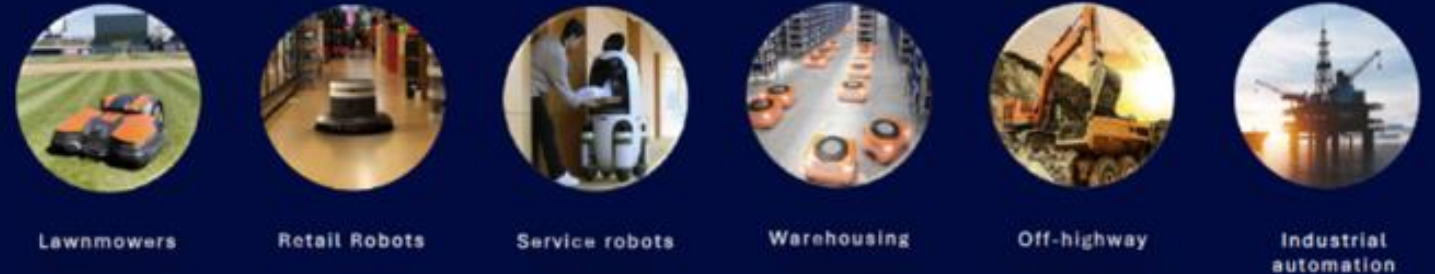 Lawnmowers
Retail Robots
Service robots
Warehousing
Off-highway
Industrial
automation